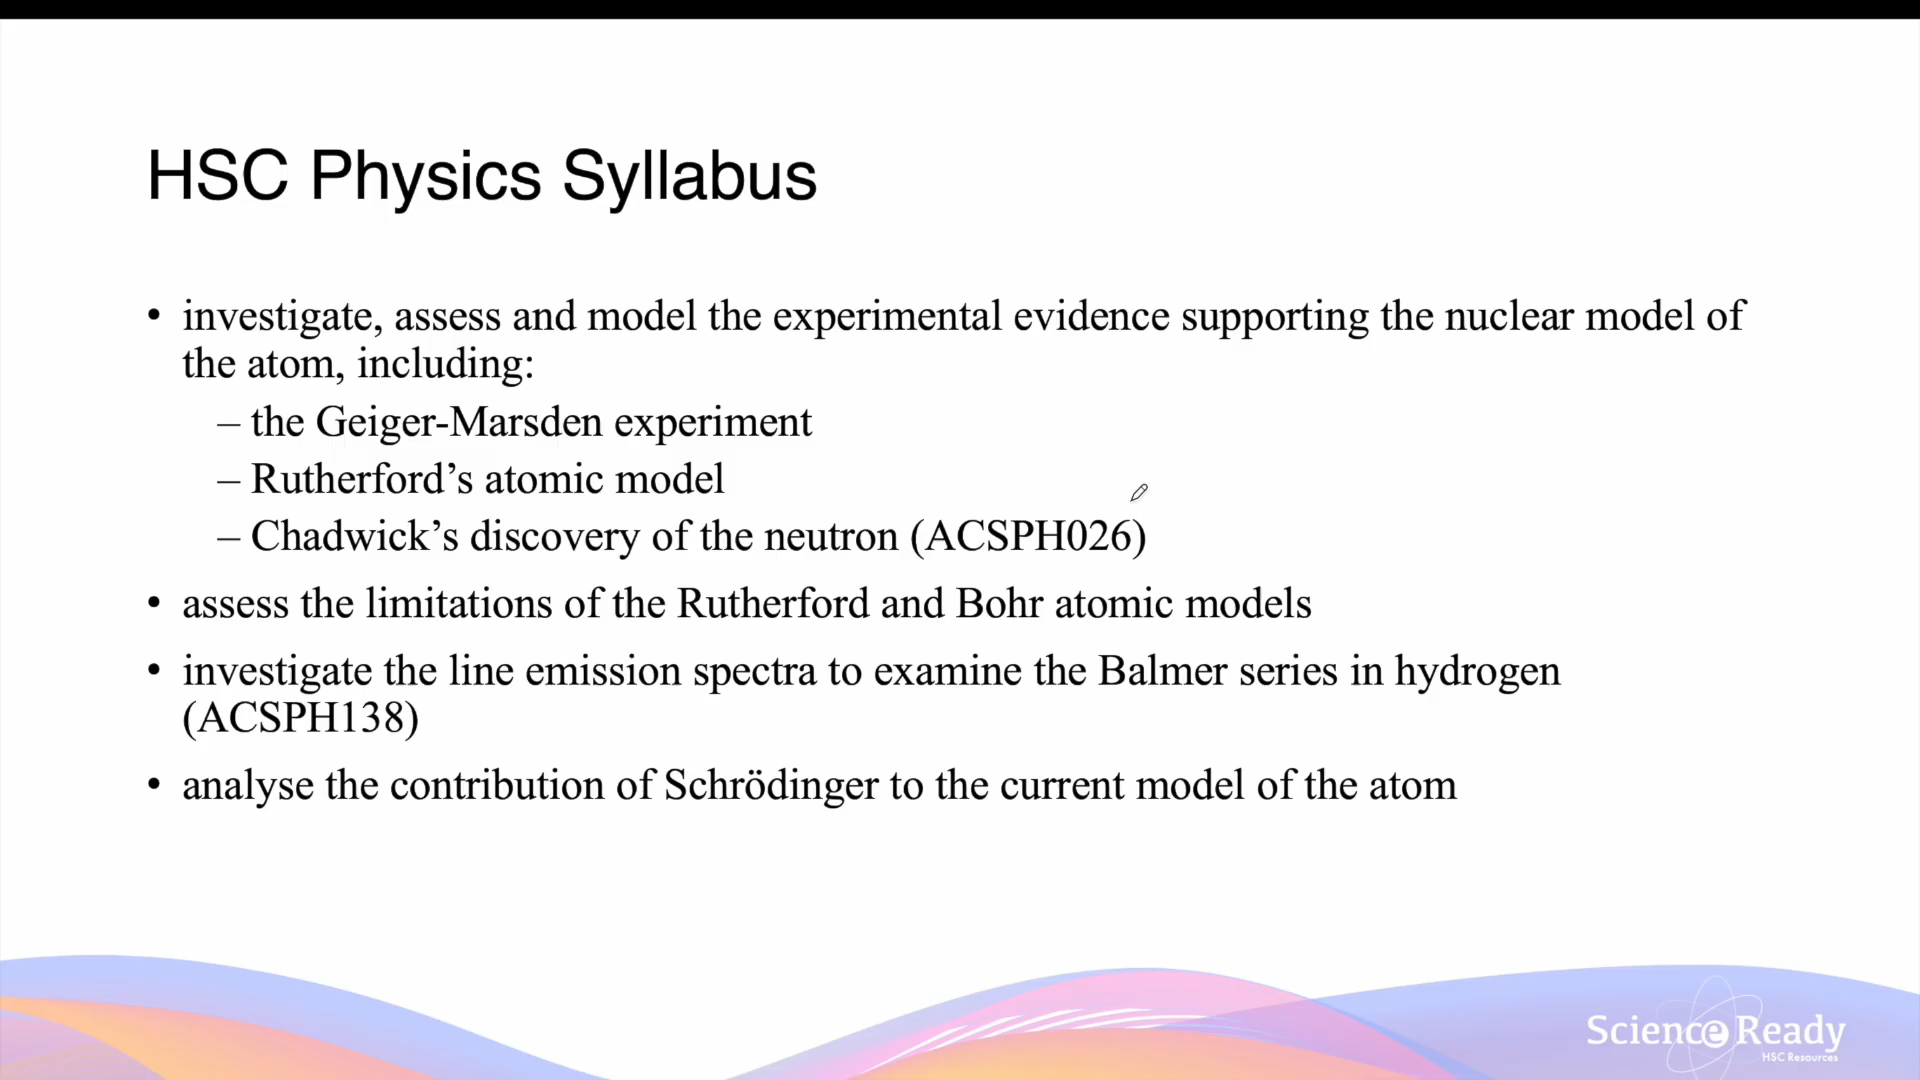 HSC Physics Syllabus
• investigate, assess and model the experimental evidence supporting the nuclear model of
the atom, including:
– the Geiger-Marsden experiment
– Rutherford’s atomic model
– Chadwick’s discovery of the neutron (ACSPH026)
• assess the limitations of the Rutherford and Bohr atomic models
• investigate the line emission spectra to examine the Balmer series in hydrogen
(ACSPH138)
• analyse the contribution of Schrödinger to the current model of the atom
Science Ready
HSC Resources